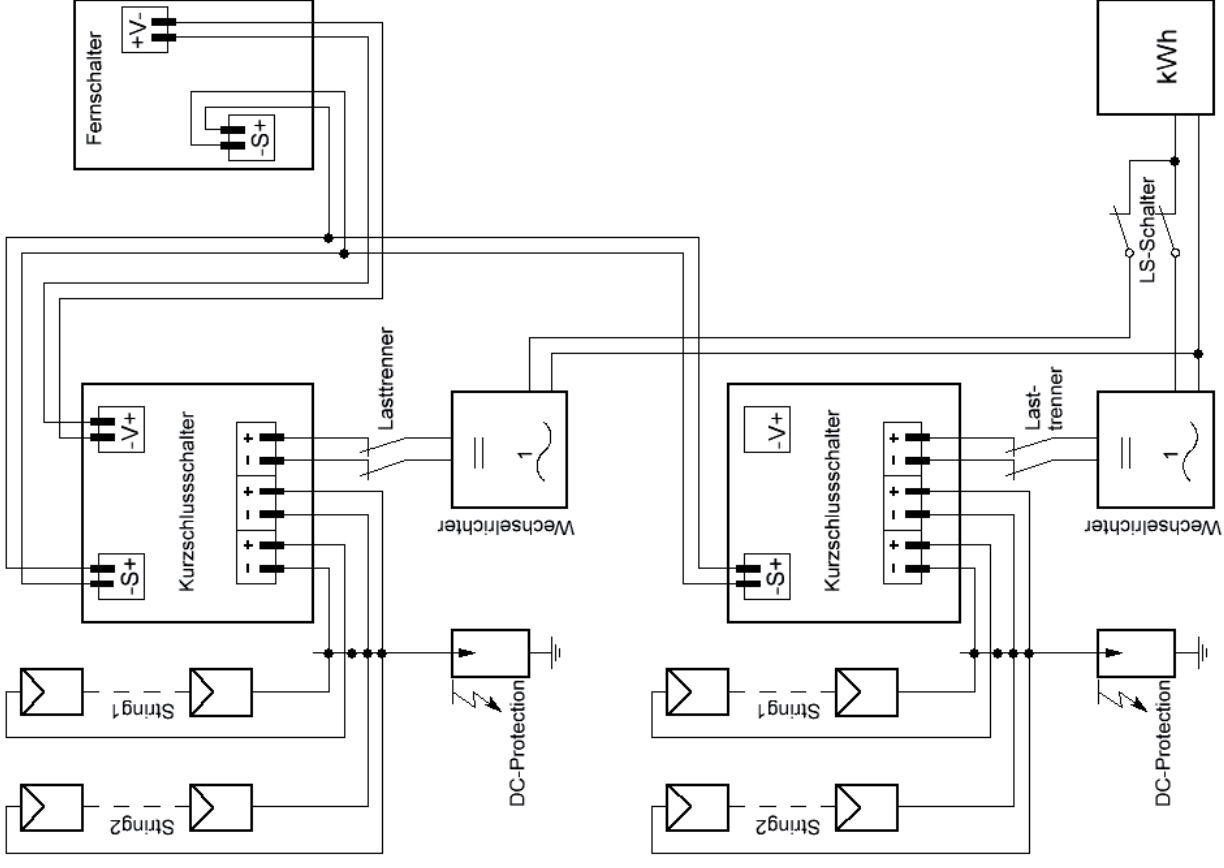 Fernschalter
+V-
-S+
kWh
LS-Schalter
Kurzschlussschalter
-V+
-S+
+
-
+
-
+
-
Lasttrenner
=
1
~
Wechselrichter
String1
String2
DC-Protection
Kurzschlussschalter
-V+
-S+
+
-
+
-
+
-
Last-
trenner
=
1
~
Wechselrichter
String1
String2
DC-Protection